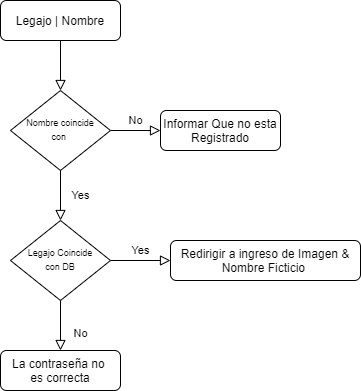 Legajo | Nombre
Nombre coincide
con
No
Informar Que no esta
Registrado
Yes
Legajo Coincide
con DB
Yes
Redirigir a ingreso de Imagen &
Nombre Ficticio
No
La contraseña no
es correcta